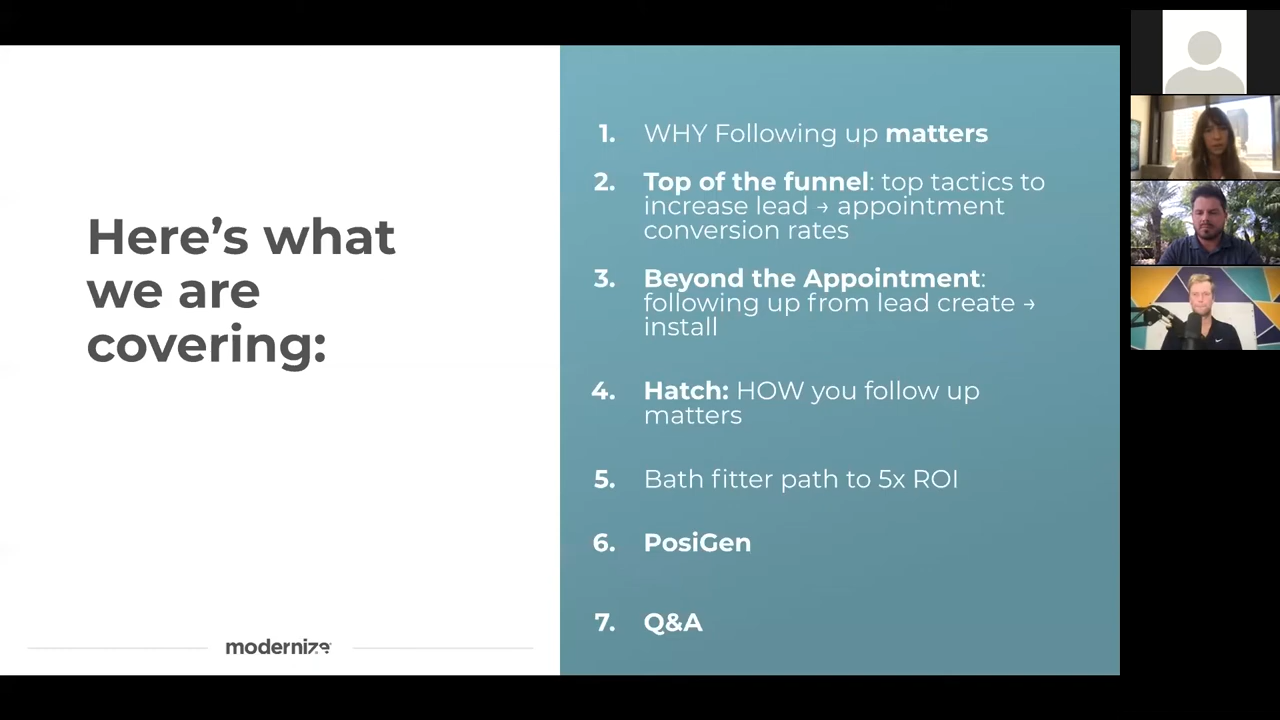 Here’s what
we are
covering:
modernize
1. WHY Following up matters
2. Top of the funnel: top tactics to
increase lead → appointment
conversion rates
3. Beyond the Appointment:
following up from lead create →
install
4. Hatch: HOW you follow up
matters
5. Bath fitter path to 5x ROI
6. PosiGen
7. Q&A